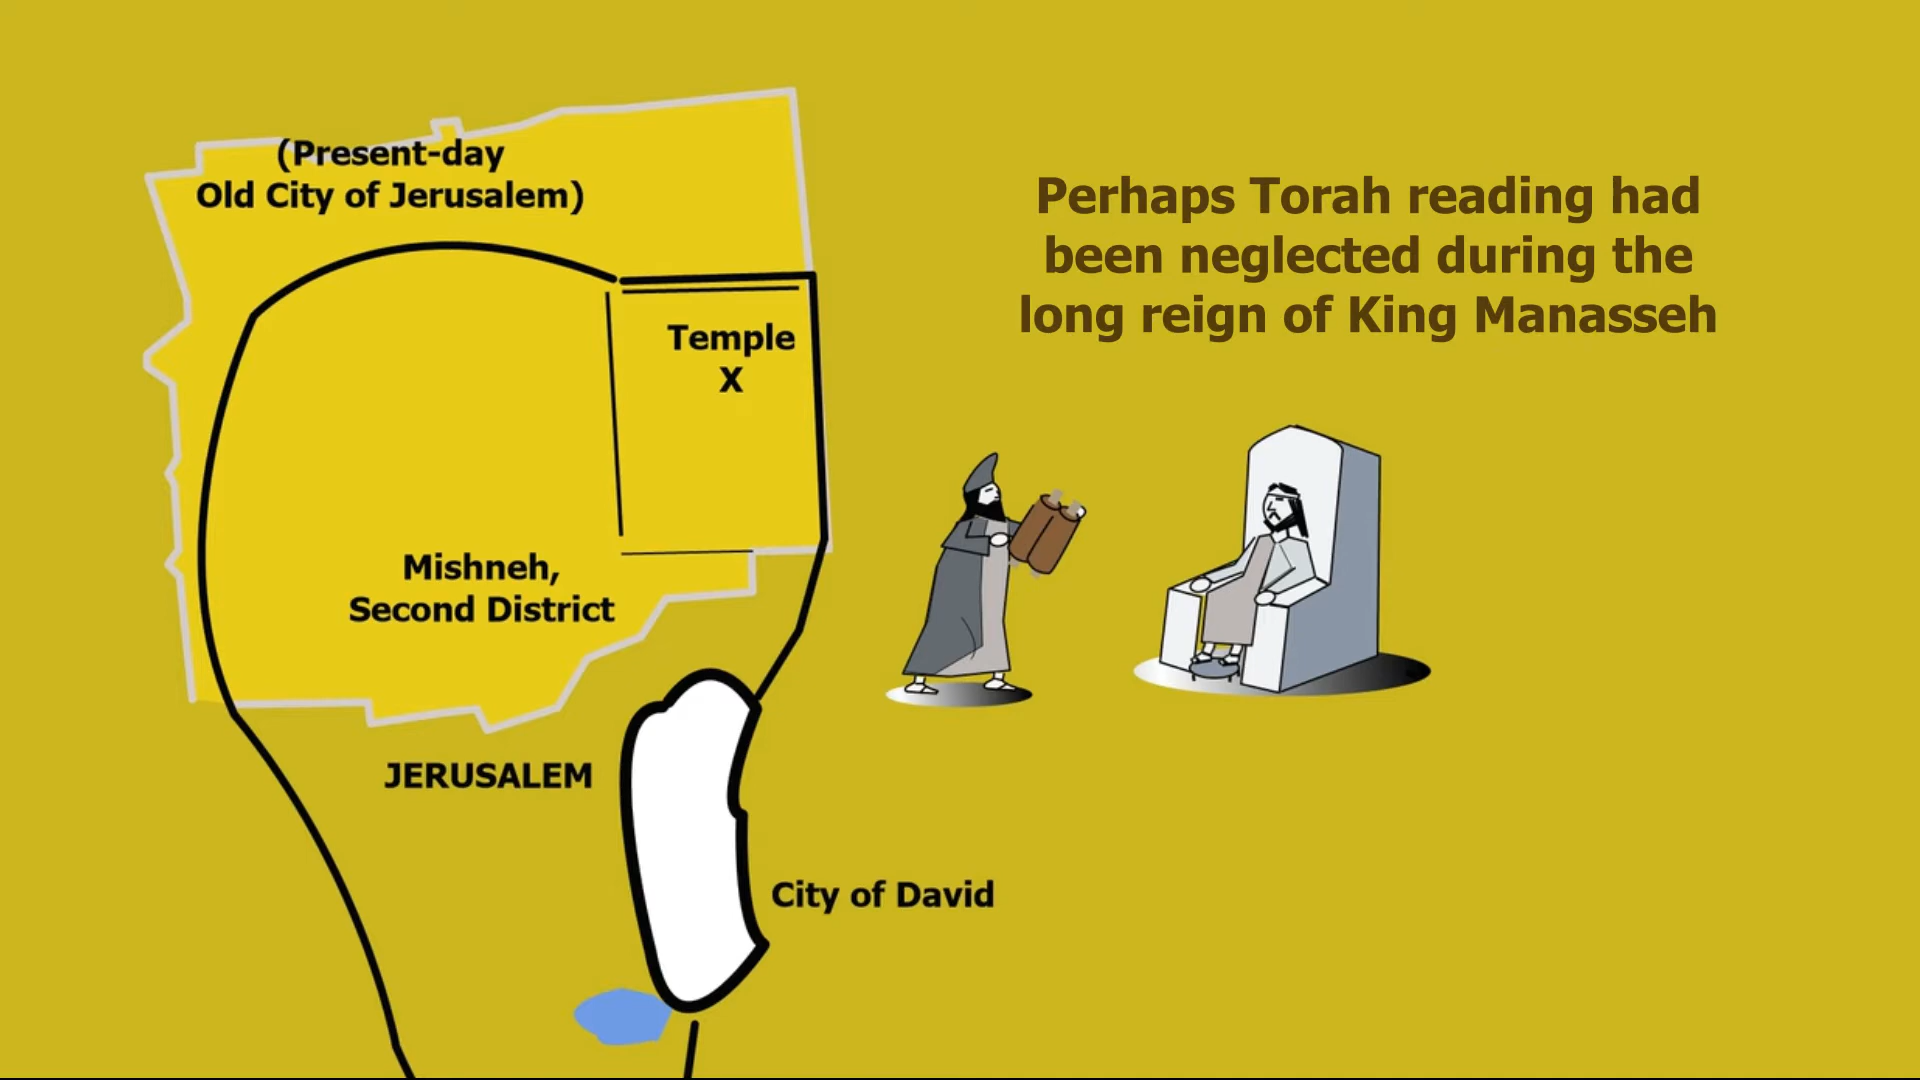 (Present-day
Old City of Jerusalem)
Perhaps Torah reading had
been neglected during the
long reign of King Manasseh
Temple
X
Mishneh,
Second District
JERUSALEM
City of David